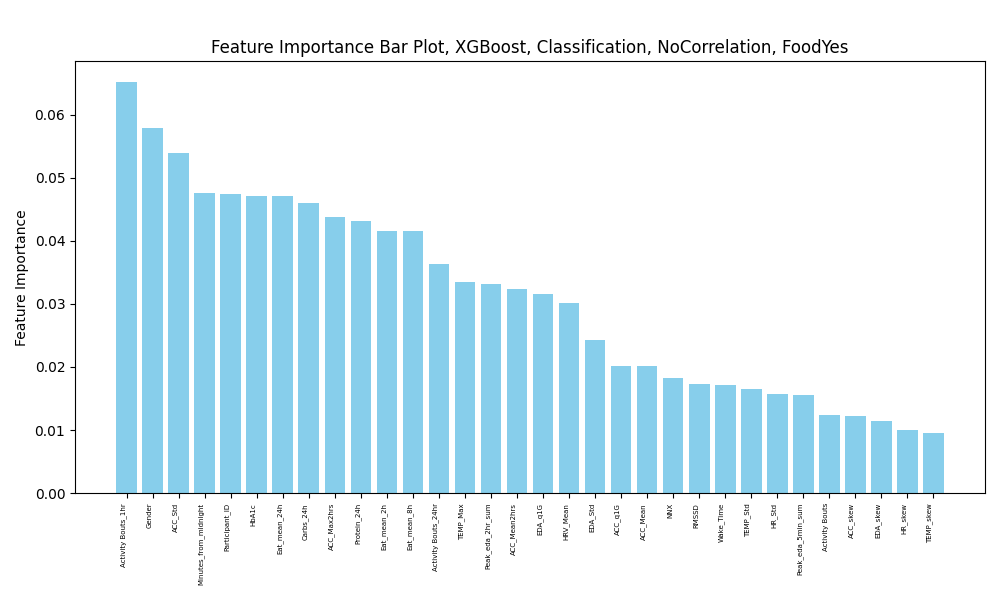 Feature Importance Bar Plot, XGBoost, Classification, NoCorrelation, FoodYes
Feature Importance
0.06
0.05
0.04
0.03
0.02
0.01
0.00
Activity Bouts_1hr
Gender
ACC_Std
Minutes_from_midnight
Participant_ID
HbA1c
Eat_mean_24h
Carbs_24h
ACC_Max2hrs
Protein_24h
Eat_mean_2h
Eat_mean_8h
Activity Bouts_24hr
TEMP_Max
Peak_eda_2hr_sum
ACC_Mean2hrs
EDA_q1G
HRV_Mean
EDA_Std
ACC_q1G
ACC_Mean
NNX
RMSSD
Wake_Time
TEMP_Std
HR_Std
Peak_eda_5min_sum
Activity Bouts
ACC_skew
EDA_skew
HR_skew
TEMP_skew